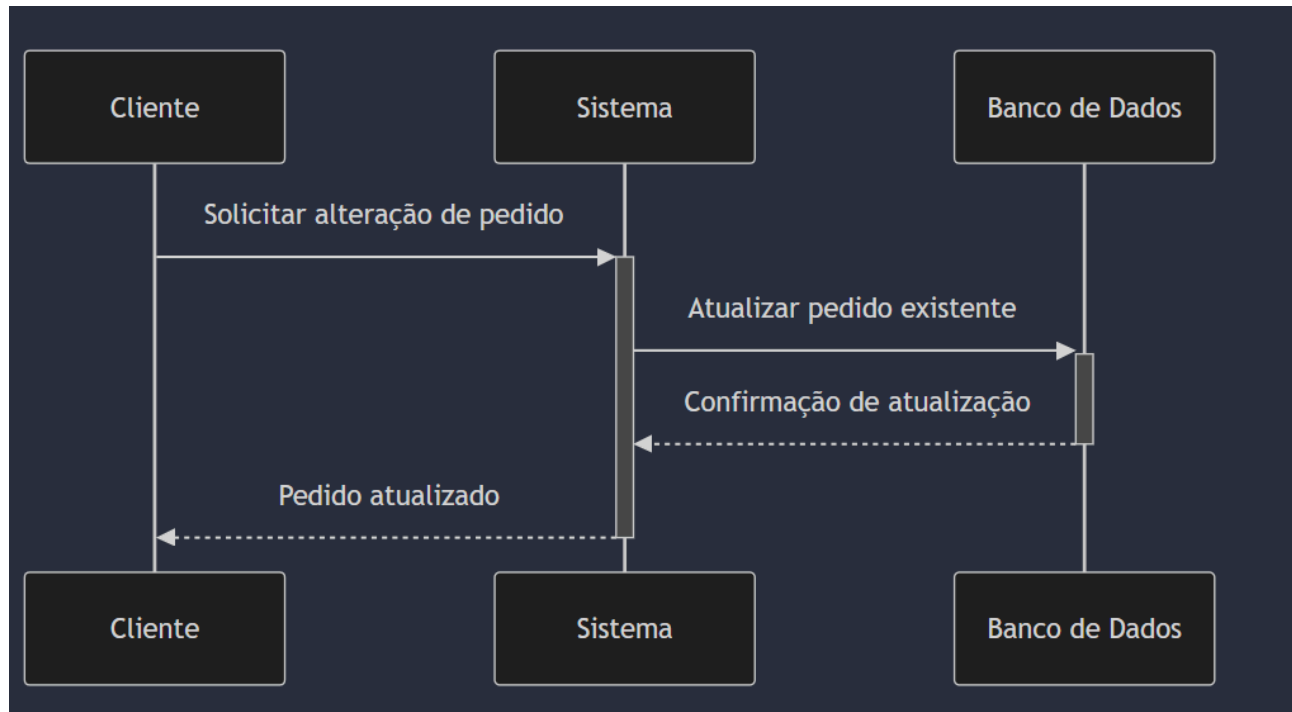 Cliente
Sistema
Banco de Dados
Solicitar alteração de pedido
Atualizar pedido existente
Confirmação de atualização
Pedido atualizado
Cliente
Sistema
Banco de Dados